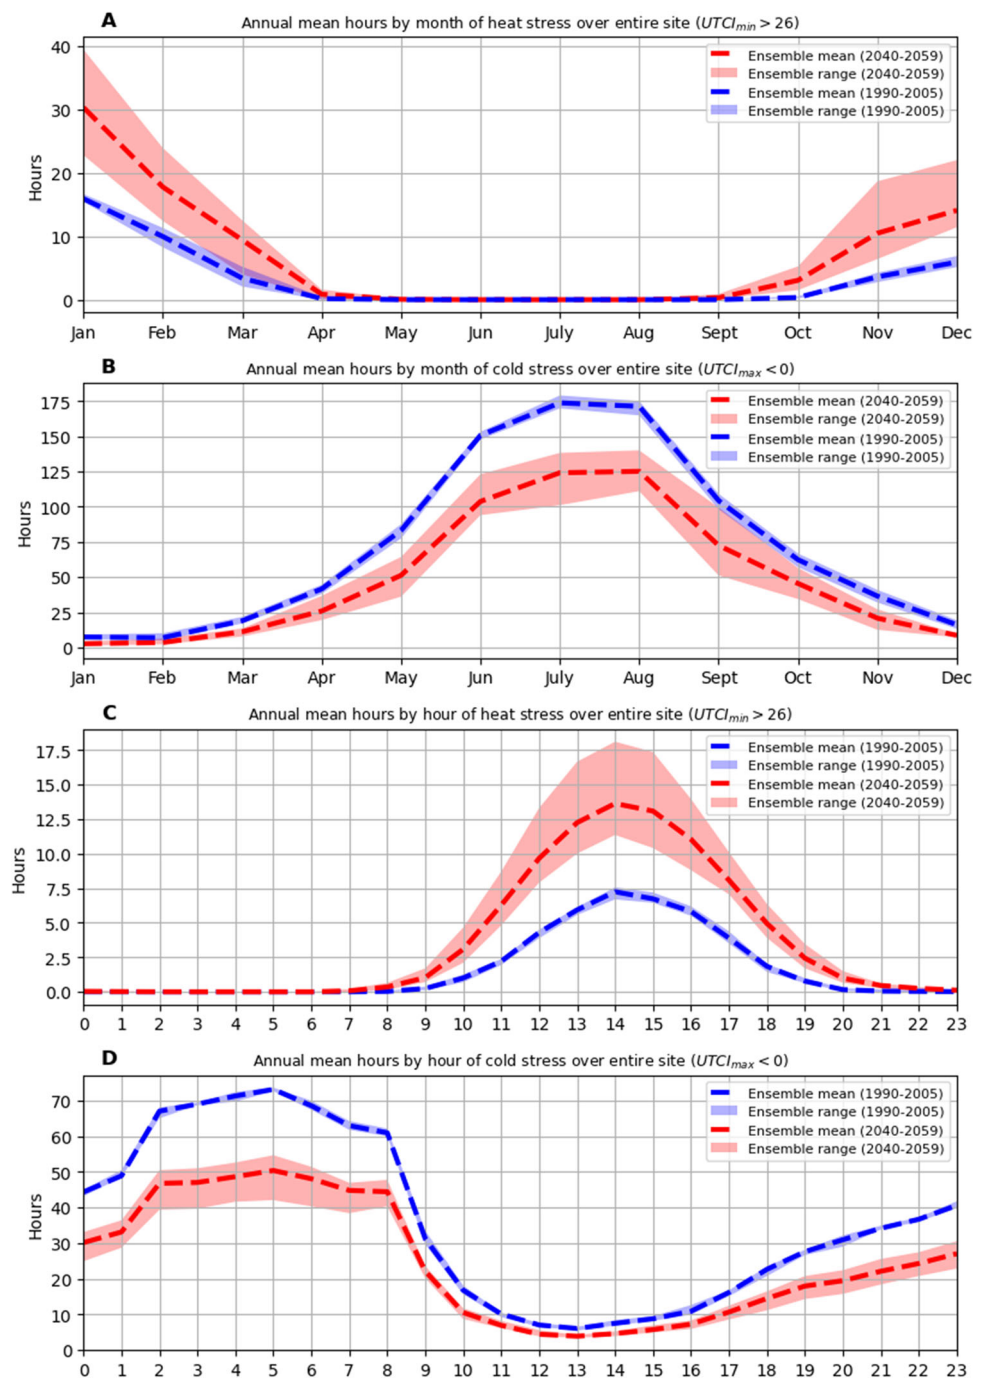 A Annual mean hours by month of heat stress over entire site (UTCImin > 26)
Hours
40
30
20
10
0
Ensemble mean (2040-2059)
Ensemble range (2040-2059)
Ensemble mean (1990-2005)
Ensemble range (1990-2005)
Jan Feb Mar Apr May Jun July Aug Sept Oct Nov Dec
B Annual mean hours by month of cold stress over entire site (UTCImax < 0)
Hours
175
150
125
100
75
50
25
0
Ensemble mean (2040-2059)
Ensemble range (2040-2059)
Ensemble mean (1990-2005)
Ensemble range (1990-2005)
Jan Feb Mar Apr May Jun July Aug Sept Oct Nov Dec
C Annual mean hours by hour of heat stress over entire site (UTCImin > 26)
Hours
17.5
15.0
12.5
10.0
7.5
5.0
2.5
0.0
Ensemble mean (1990-2005)
Ensemble range (1990-2005)
Ensemble mean (2040-2059)
Ensemble range (2040-2059)
0 1 2 3 4 5 6 7 8 9 10 11 12 13 14 15 16 17 18 19 20 21 22 23
D Annual mean hours by hour of cold stress over entire site (UTCImax < 0)
Hours
70
60
50
40
30
20
10
0
Ensemble mean (1990-2005)
Ensemble range (1990-2005)
Ensemble mean (2040-2059)
Ensemble range (2040-2059)
0 1 2 3 4 5 6 7 8 9 10 11 12 13 14 15 16 17 18 19 20 21 22 23